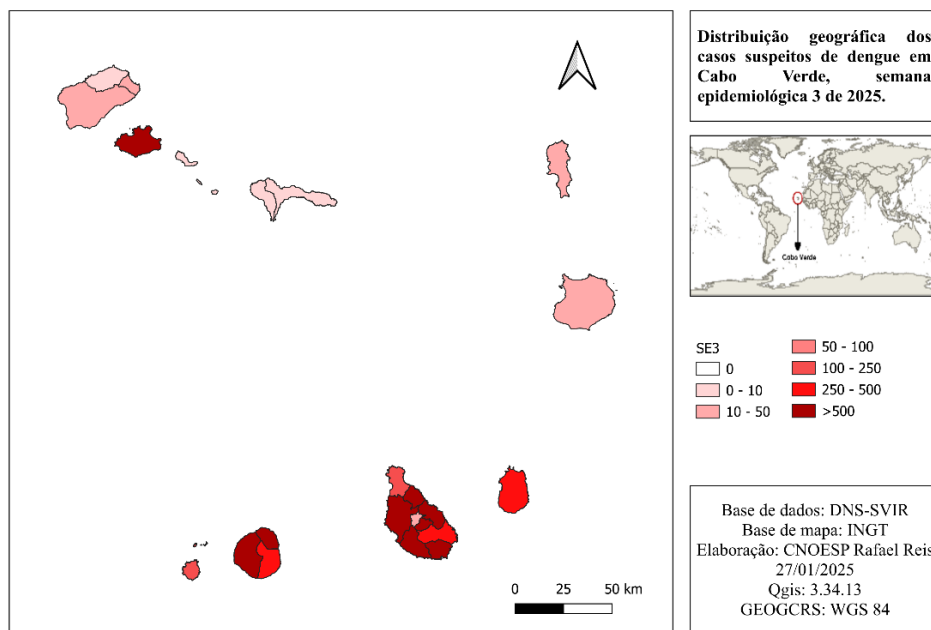 Distribuição geográfica dos
casos suspeitos de dengue em
Cabo Verde, semana
epidemiológica 3 de 2025.
Cabo Verde
SE3
0
0 - 10
10 - 50
50 - 100
100 - 250
250 - 500
>500
0 25 50 km
Base de dados: DNS-SVIR
Base de mapa: INGT
Elaboração: CNOESP Rafael Reis
27/01/2025
Qgis: 3.34.13
GEOGCRS: WGS 84